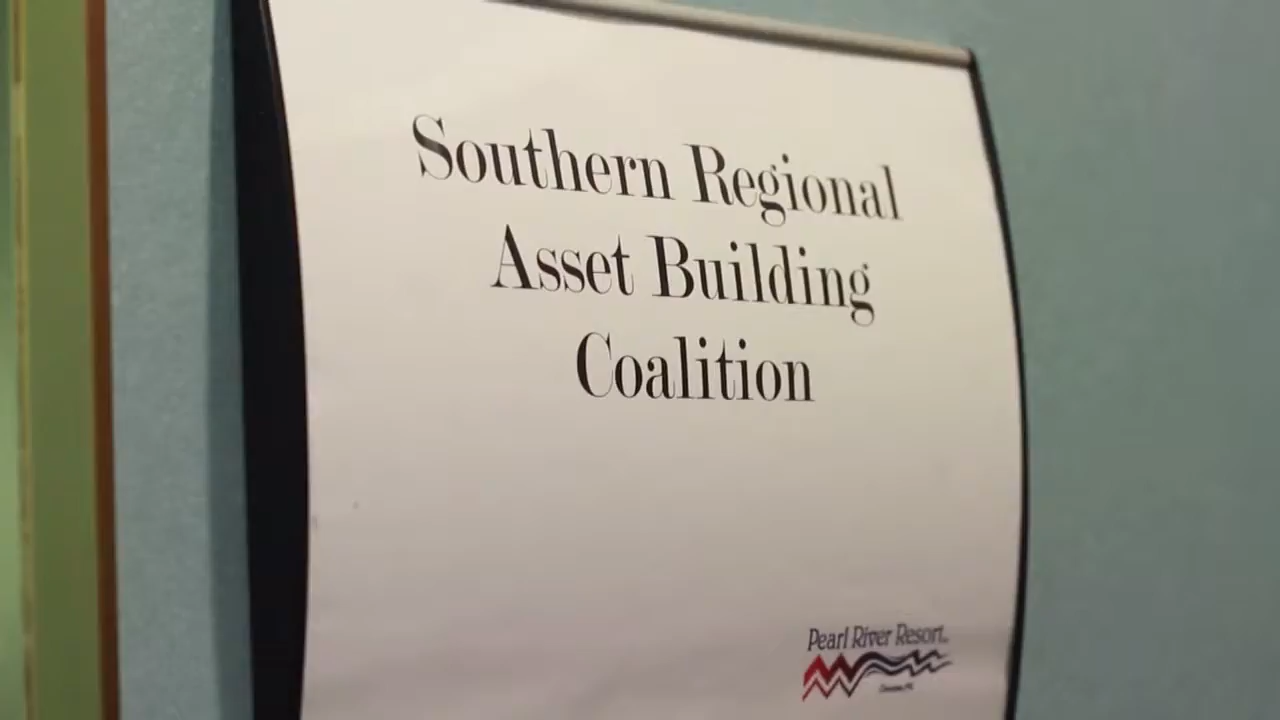 Southern Regional
Asset Building
Coalition
Pearl River Resort